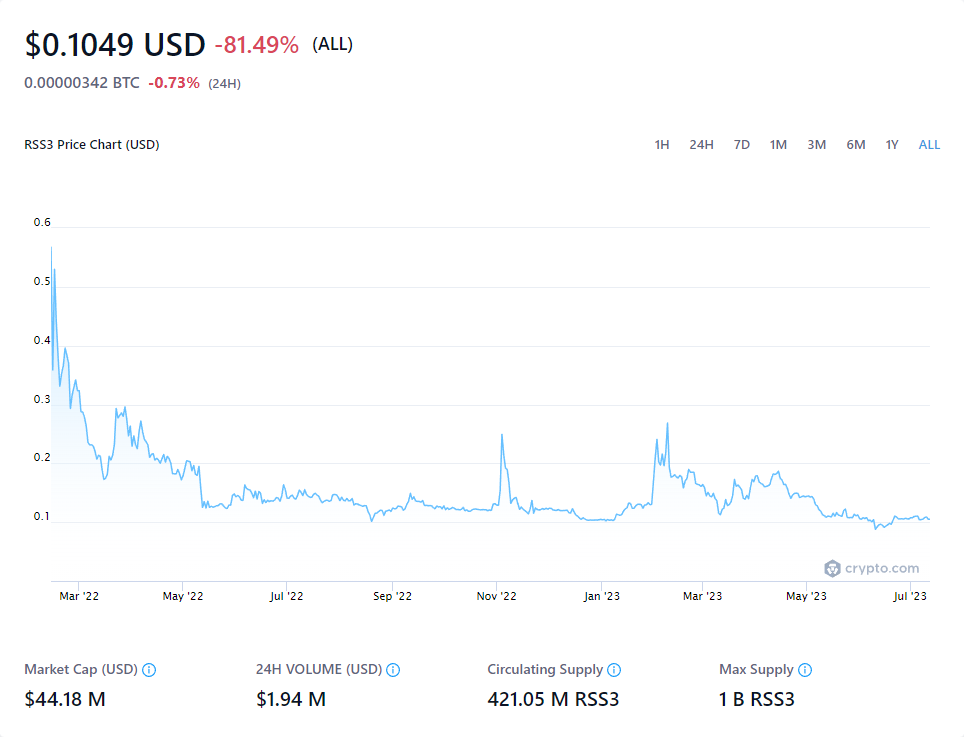 $0.1049 USD -81.49% (ALL)
0.00000342 BTC -0.73% (24H)
RSS3 Price Chart (USD) 1H 24H 7D 1M 3M 6M 1Y ALL
0.6
0.5
0.4
0.3
0.2
0.1
crypto.com
Mar '22 May '22 Jul '22 Sep '22 Nov '22 Jan '23 Mar '23 May '23 Jul '23
Market Cap (USD) 24H VOLUME (USD) Circulating Supply Max Supply
$44.18 M $1.94 M 421.05 M RSS3 1 B RSS3